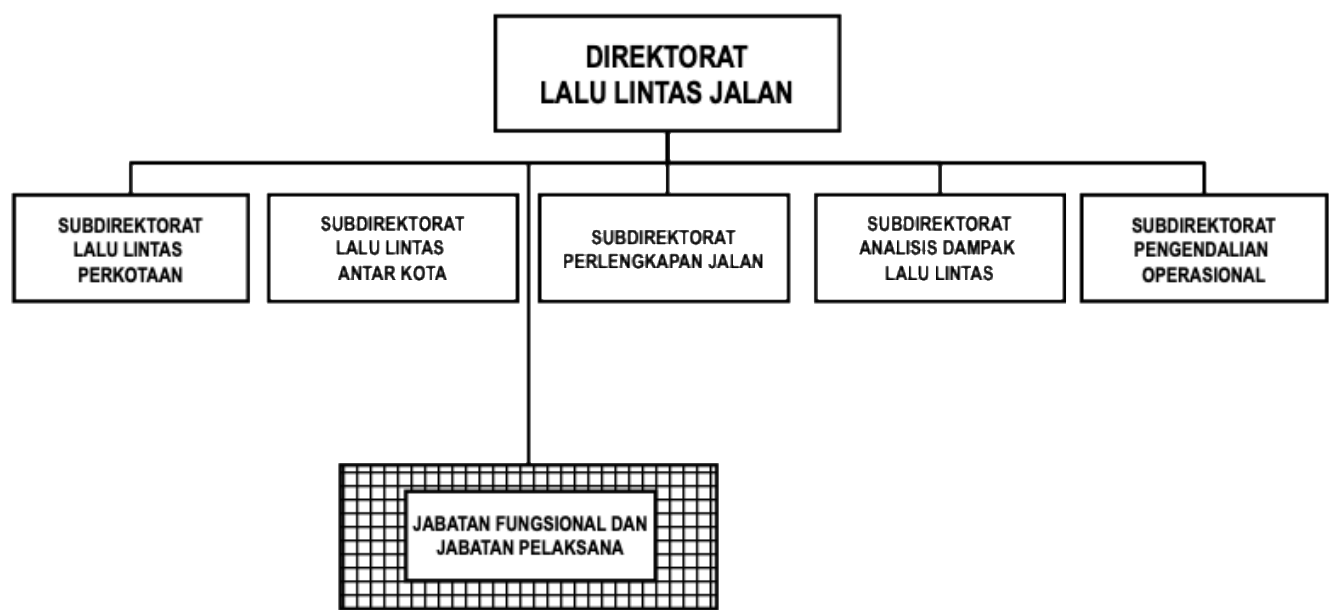 DIREKTORAT
LALU LINTAS JALAN
SUBDIREKTORAT
LALU LINTAS
PERKOTAAN
SUBDIREKTORAT
LALU LINTAS
ANTAR KOTA
SUBDIREKTORAT
PERLENGKAPAN JALAN
SUBDIREKTORAT
ANALISIS DAMPAK
LALU LINTAS
SUBDIREKTORAT
PENGENDALIAN
OPERASIONAL
JABATAN FUNGSIONAL DAN
JABATAN PELAKSANA